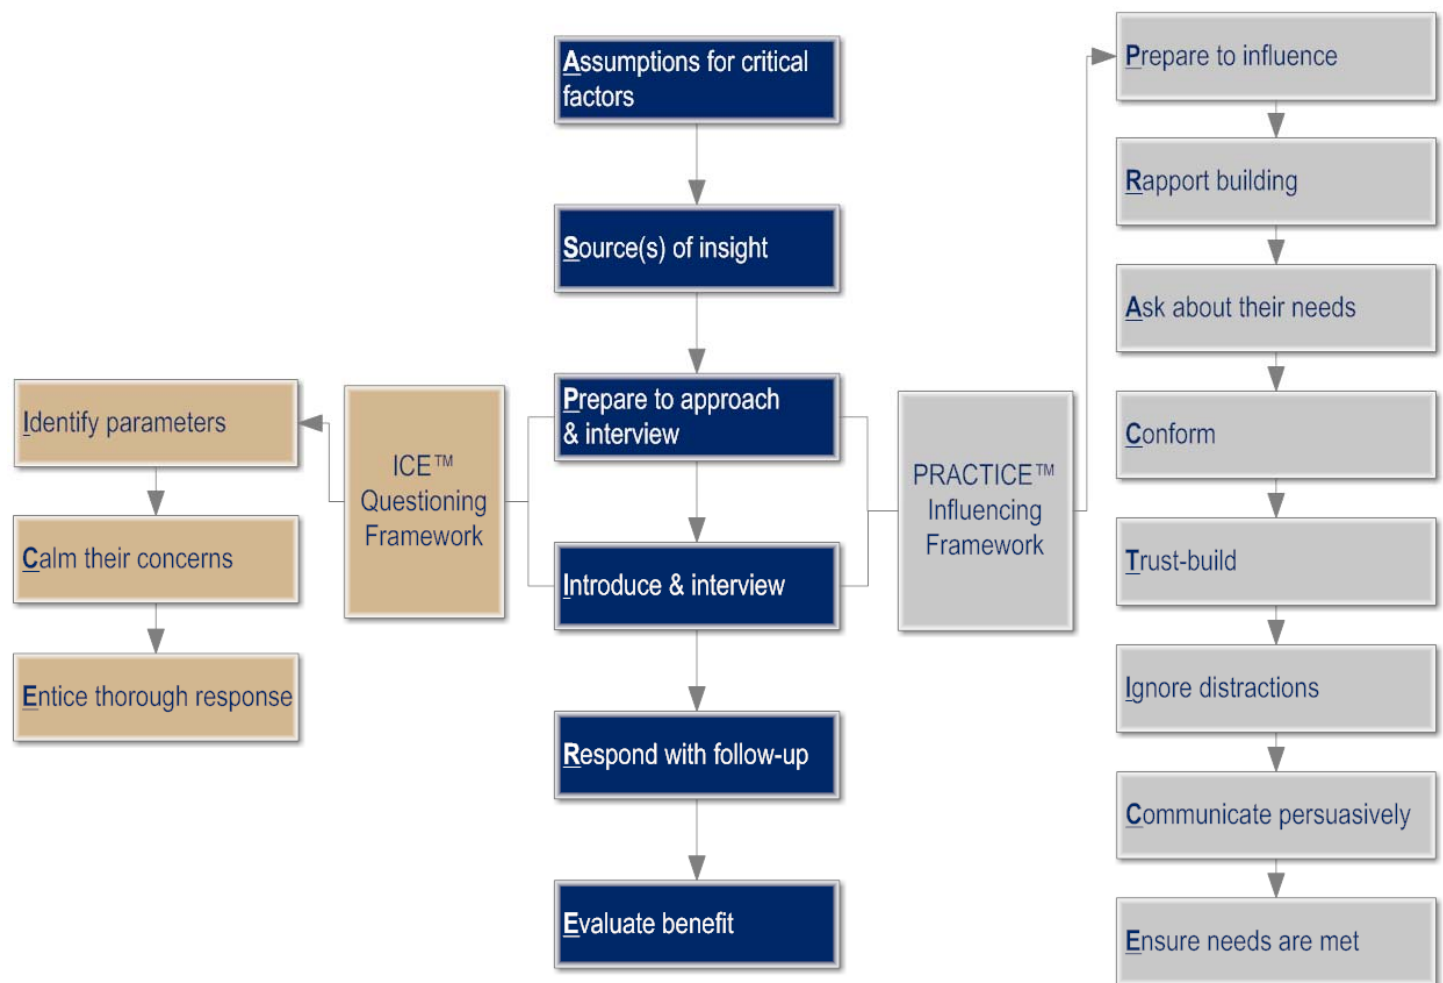 Assumptions for critical
factors
Source(s) of insight
Prepare to approach
& interview
Introduce & interview
Respond with follow-up
Evaluate benefit
ICE™
Questioning
Framework
Identify parameters
Calm their concerns
Entice thorough response
PRACTICE™
Influencing
Framework
Prepare to influence
Rapport building
Ask about their needs
Conform
Trust-build
Ignore distractions
Communicate persuasively
Ensure needs are met